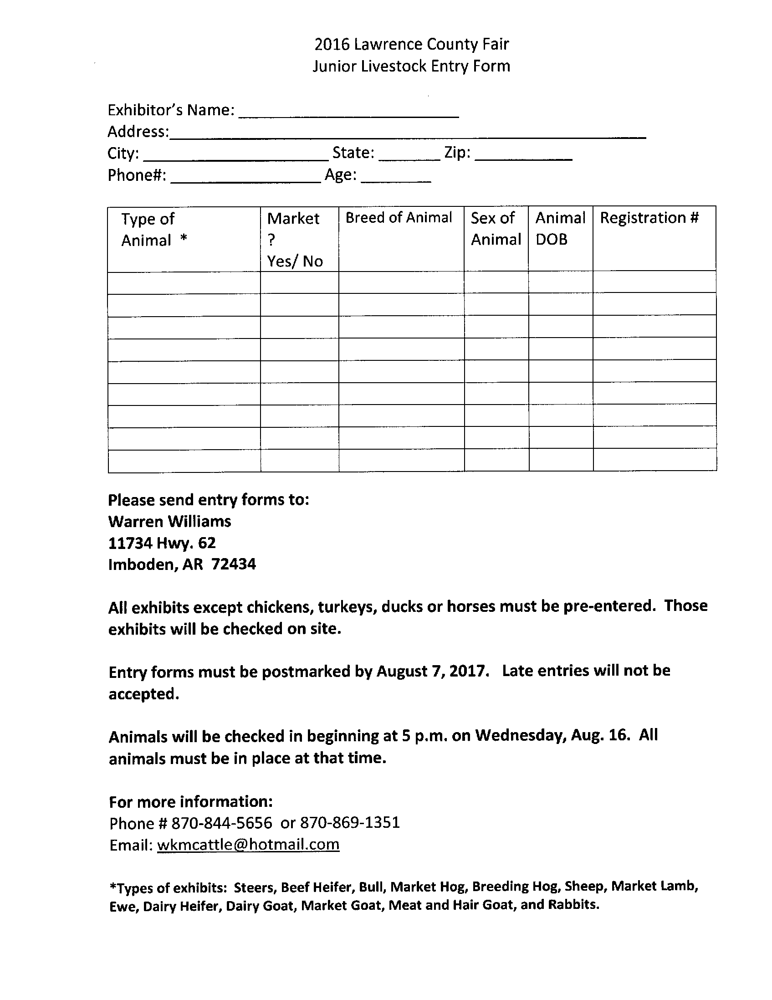 2016 Lawrence County Fair
Junior Livestock Entry Form
Exhibitor's Name: ____________________
Address:____________________
City: ____________________ State: _______ Zip: ___________
Phone#: _________________ Age: ________
Type of Animal * Market ? Yes/ No Breed of Animal Sex of Animal Animal DOB Registration #
Please send entry forms to:
Warren Williams
11734 Hwy. 62
Imboden, AR 72434
All exhibits except chickens, turkeys, ducks or horses must be pre-entered. Those
exhibits will be checked on site.
Entry forms must be postmarked by August 7, 2017. Late entries will not be
accepted.
Animals will be checked in beginning at 5 p.m. on Wednesday, Aug. 16. All
animals must be in place at that time.
For more information:
Phone # 870-844-5656 or 870-869-1351
Email: wkmcattle@hotmail.com
*Types of exhibits: Steers, Beef Heifer, Bull, Market Hog, Breeding Hog, Sheep, Market Lamb,
Ewe, Dairy Heifer, Dairy Goat, Market Goat, Meat and Hair Goat, and Rabbits.